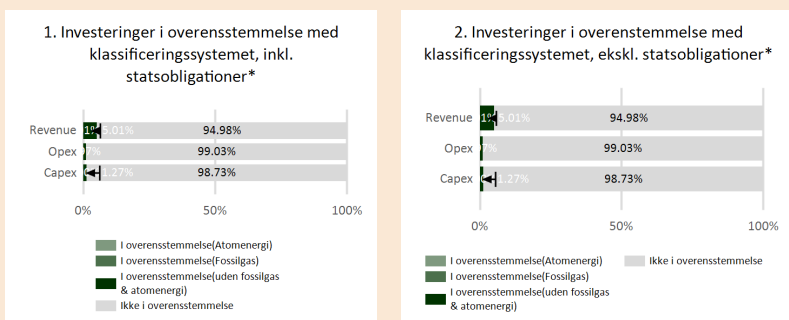 1. Investeringer i overensstemmelse med
klassificeringssystemet, inkl.
statsobligationer*
Revenue 5.01% 94.98%
Opex 99.03%
Capex 1.27% 98.73%
0% 50% 100%
I overensstemmelse(Atomenergi)
I overensstemmelse(Fossilgas)
I overensstemmelse(uden fossilgas
& atomenergi)
Ikke i overensstemmelse
2. Investeringer i overenstemmelse med
klassificeringssystemet, ekskl. statsobligationer*
Revenue 5.01% 94.98%
Opex 99.03%
Capex 1.27% 98.73%
0% 50% 100%
I overensstemmelse(Atomenergi)
Ikke i overensstemmelse
I overensstemmelse(Fossilgas)
I overensstemmelse(uden fossilgas
& atomenergi)